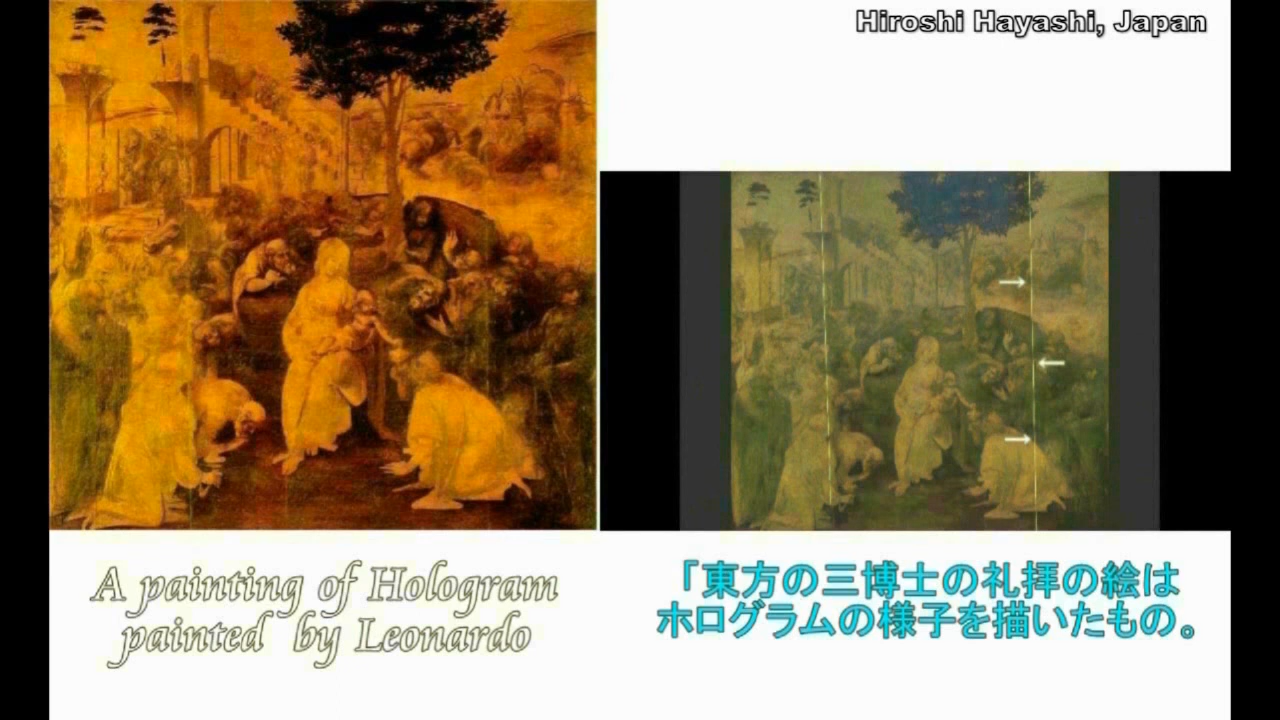 Hiroshi Hayashi, Japan
A painting of Hologram
painted by Leonardo
「東方の三博士の礼拝の絵は
ホログラムの様子を描いたもの。